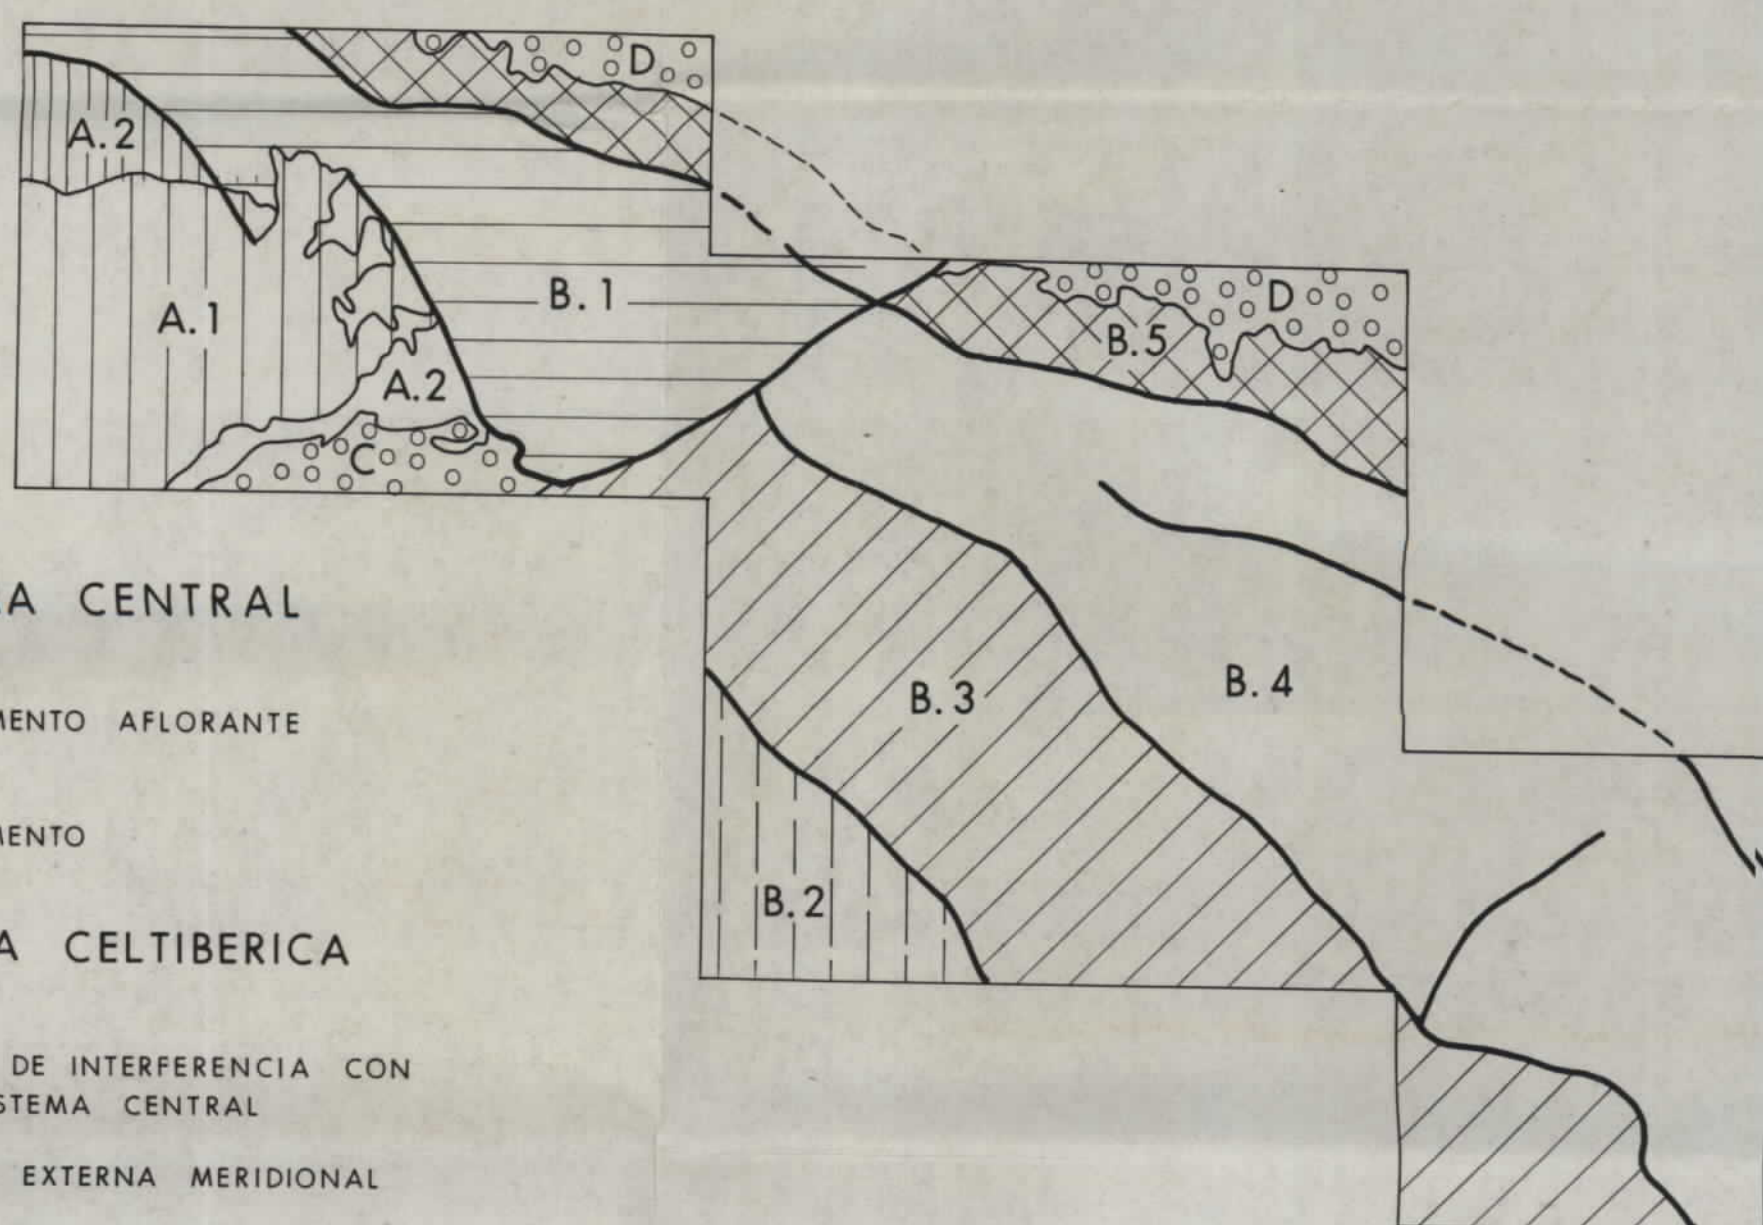 D
A.2
D
B.1
A.1
B.5
A.2
C
A CENTRAL
B.4
B.3
MENTO AFLORANTE
MENTO
B.2
A CELTIBERICA
DE INTERFERENCIA CON
STEMA CENTRAL
EXTERNA MERIDIONAL